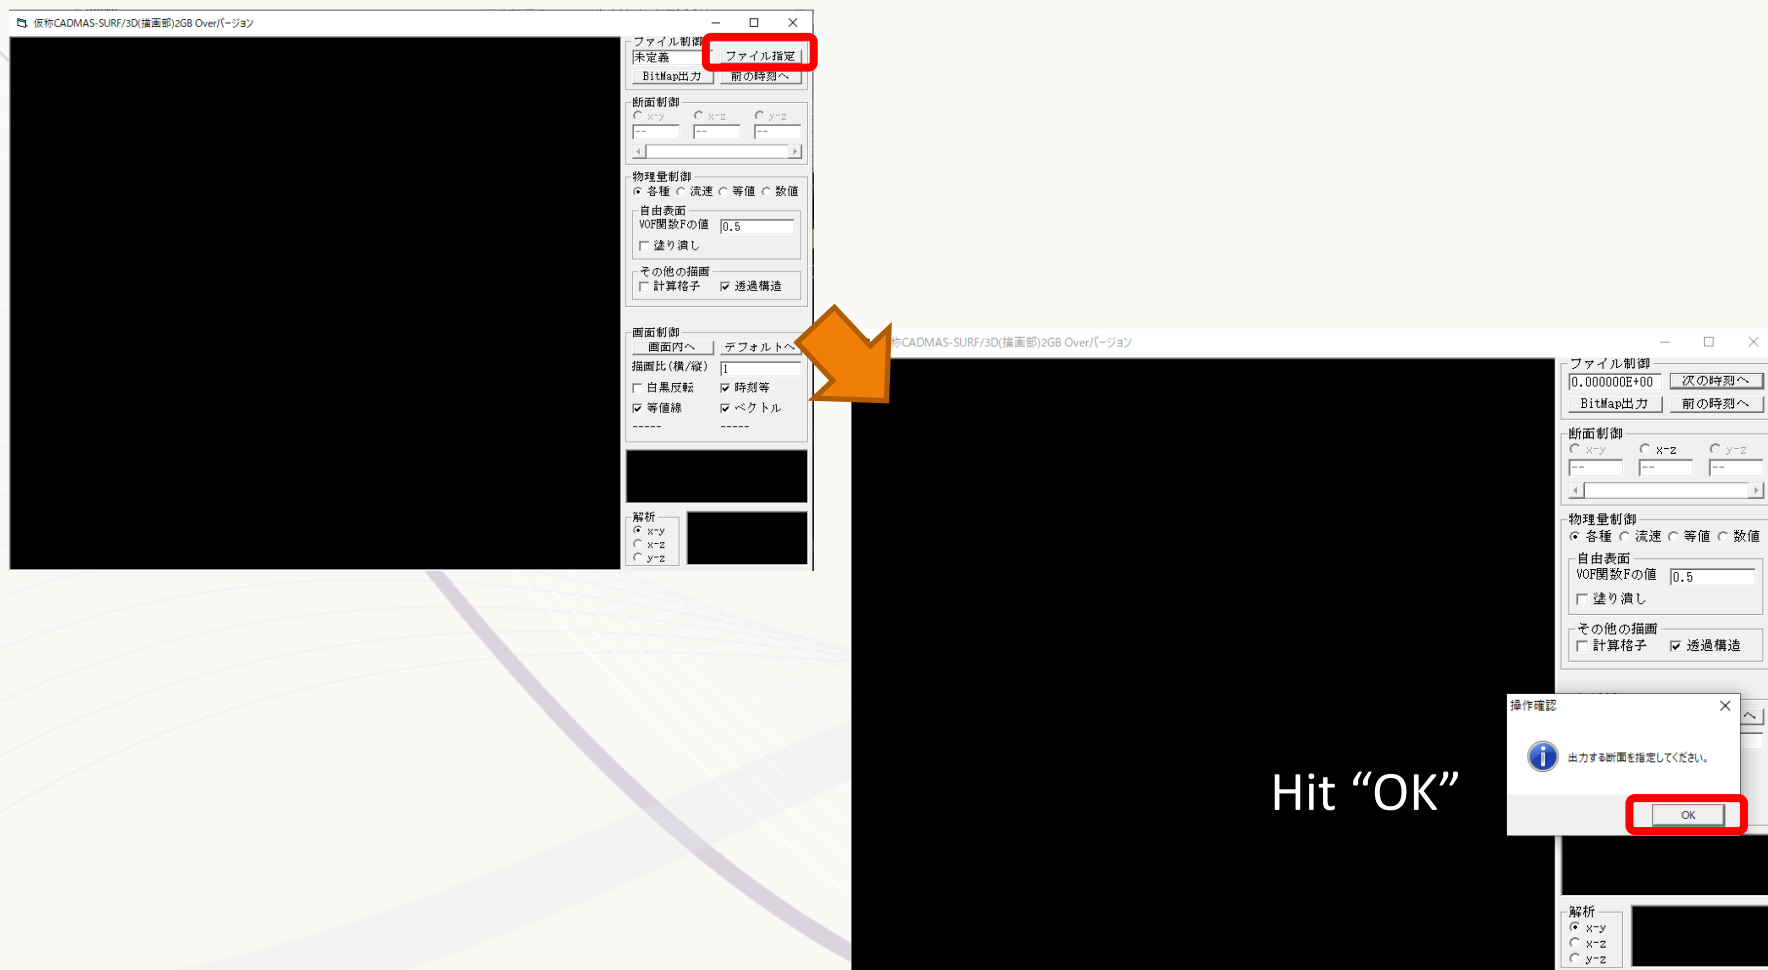 仮称CADMAS-SURF/3D(描画部)2GB Overバージョン
ファイル制御
未定義 ファイル指定
BitMap出力 前の時刻へ
断面制御
x-y x-z y-z
-- -- --
物理量制御
各種 流速 等値 数値
自由表面
VOF関数Fの値 0.5
塗り潰し
その他の描画
計算格子 透過構造
画面制御
画面内へ デフォルトへ
描画比(横/縦) 1
白黒反転 時刻等
等値線 ベクトル
----- -----
解析
x-y
x-z
y-z
称CADMAS-SURF/3D(描画部)2GB Overバージョン
ファイル制御
0.000000E+00 次の時刻へ
BitMap出力 前の時刻へ
断面制御
x-y x-z y-z
-- -- --
物理量制御
各種 流速 等値 数値
自由表面
VOF関数Fの値 0.5
塗り潰し
その他の描画
計算格子 透過構造
操作確認
へ
出力する断面を指定してください。
Hit “OK”
OK
解析
x-y
x-z
y-z